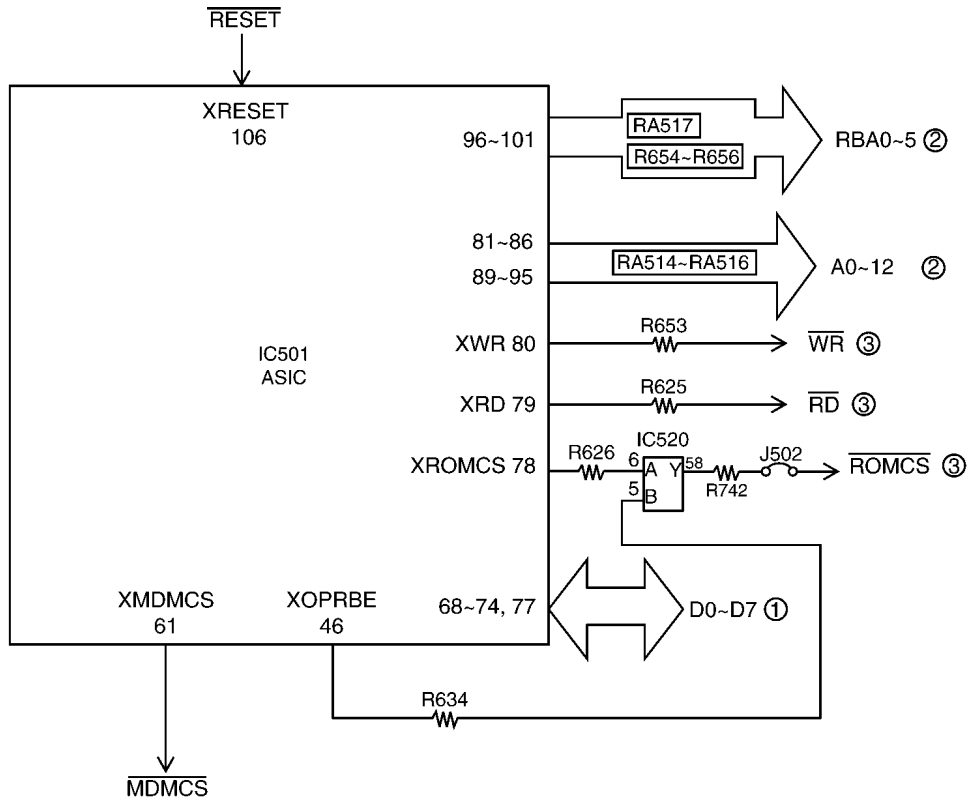 RESET
XRESET
106
96~101
RA517
R654~R656
RBA0~5 ②
81~86
89~95
RA514~RA516
A0~12 ②
IC501
ASIC
XWR 80
R653
WR ③
XRD 79
R625
RD ③
XROMCS 78
R626
IC520
6
A
Y
58
5
B
R742
J502
ROMCS ③
XMDMCS
61
XOPRBE
46
68~74, 77
D0~D7 ①
R634
MDMCS